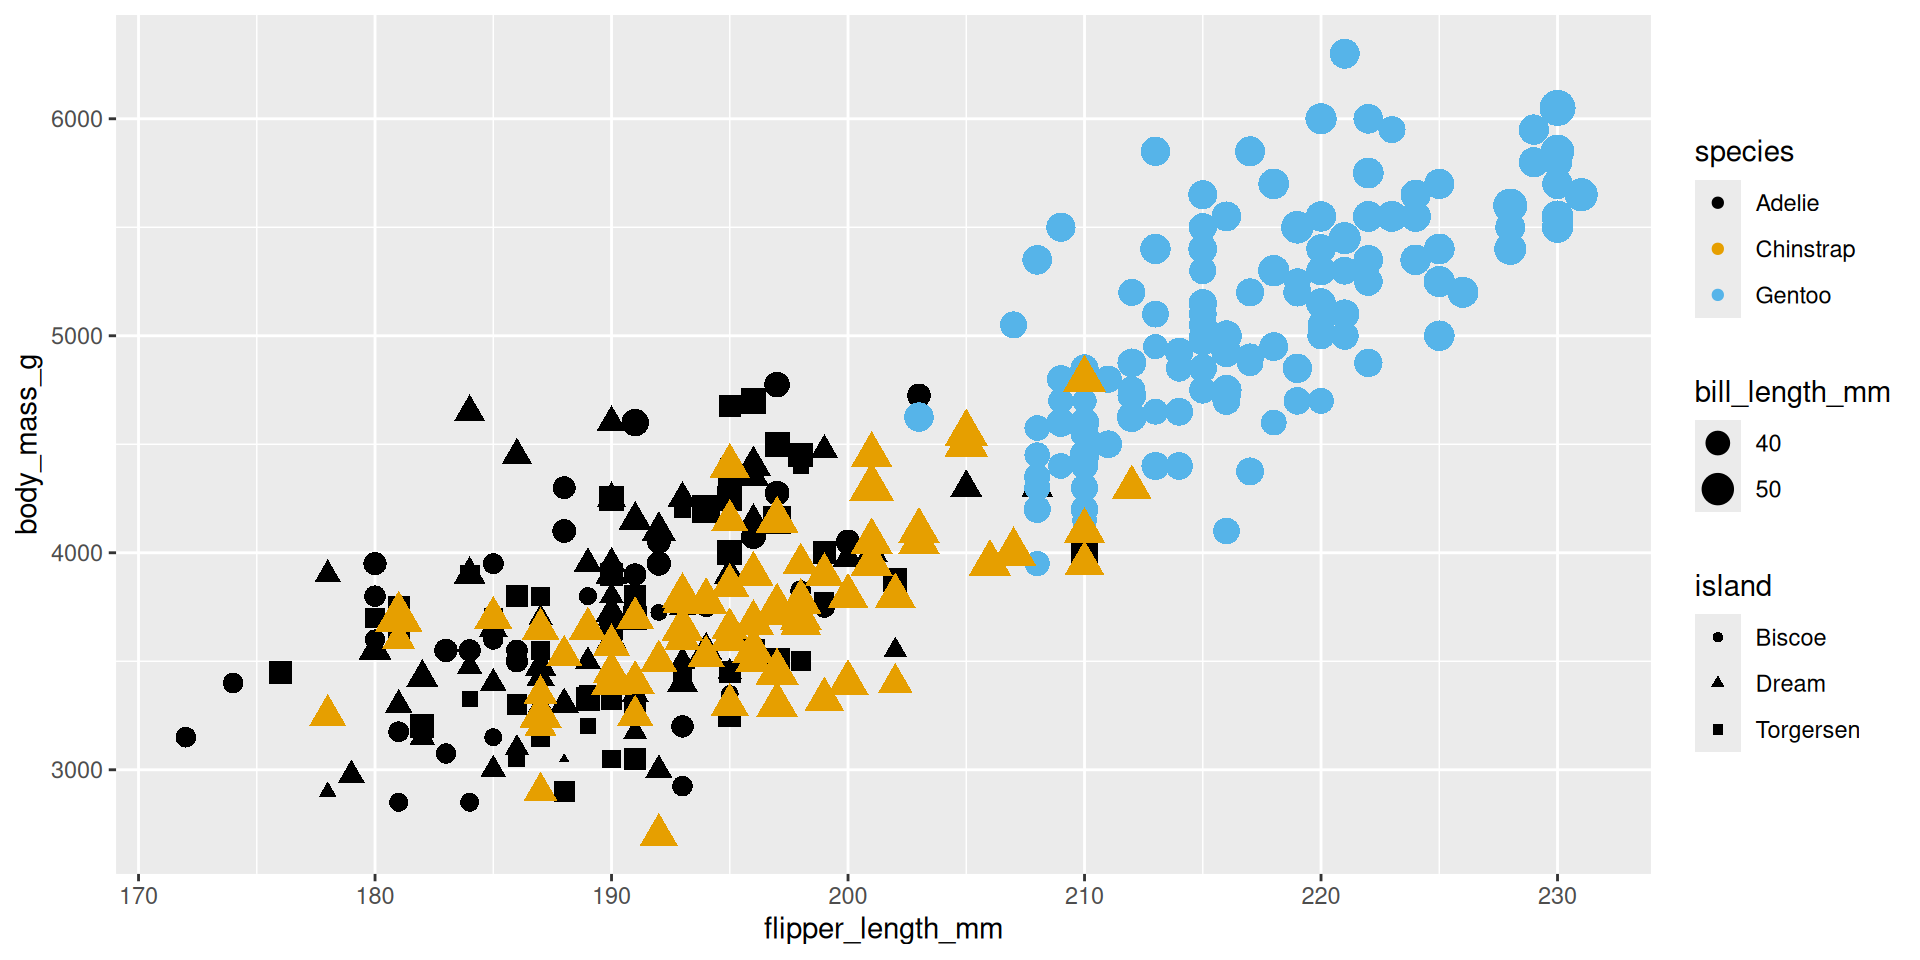 6000
5000
4000
3000
body_mass_g
170 180 190 200 210 220 230
flipper_length_mm
species
Adelie
Chinstrap
Gentoo
bill_length_mm
40
50
island
Biscoe
Dream
Torgersen